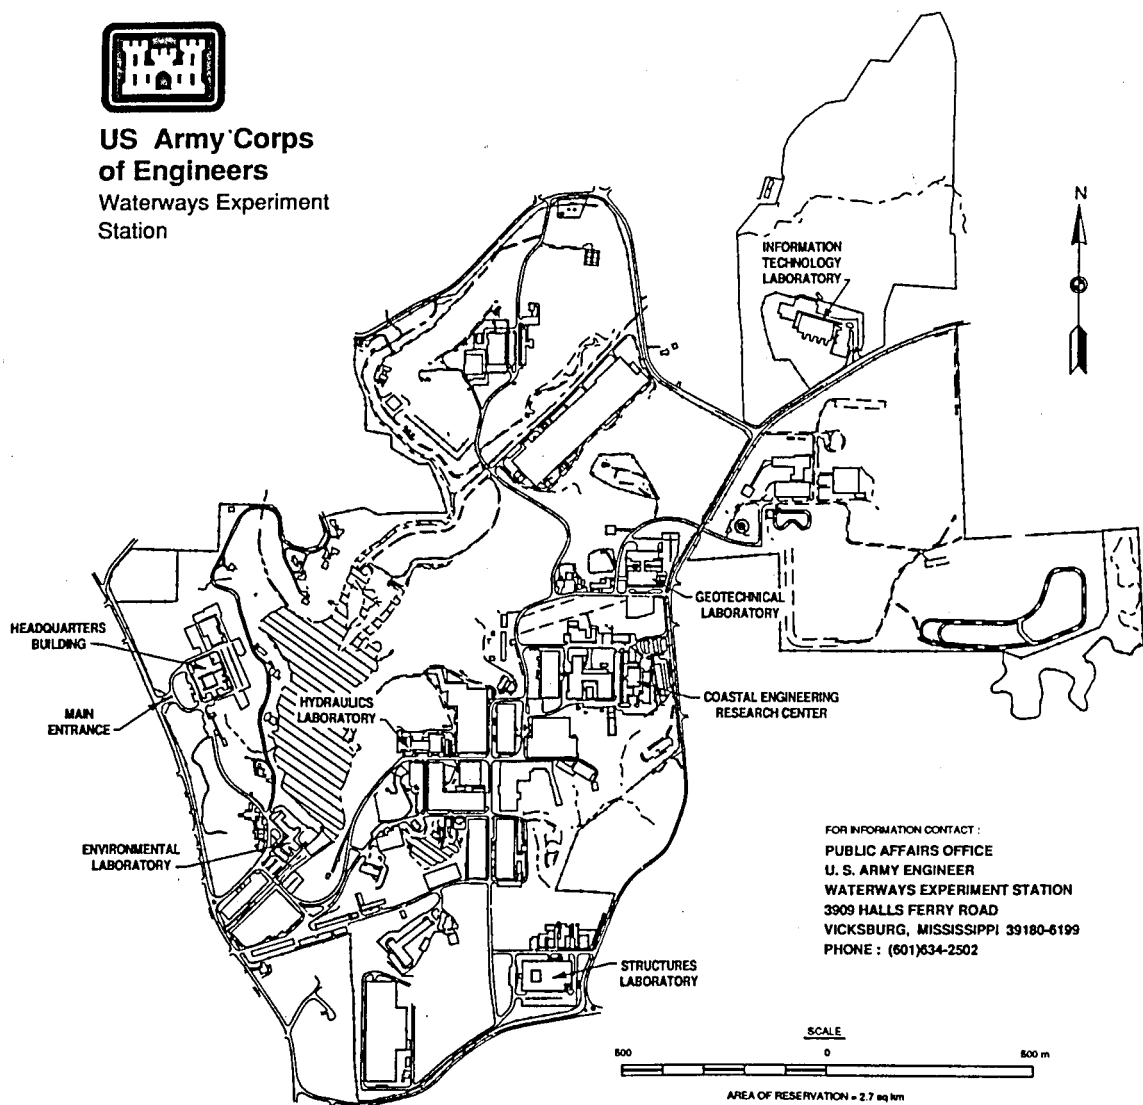 US Army Corps
of Engineers
Waterways Experiment
Station
N
INFORMATION
TECHNOLOGY
LABORATORY
GEOTECHNICAL
LABORATORY
HEADQUARTERS
BUILDING
MAIN
ENTRANCE
HYDRAULICS
LABORATORY
COASTAL ENGINEERING
RESEARCH CENTER
ENVIRONMENTAL
LABORATORY
STRUCTURES
LABORATORY
FOR INFORMATION CONTACT :
PUBLIC AFFAIRS OFFICE
U. S. ARMY ENGINEER
WATERWAYS EXPERIMENT STATION
3909 HALLS FERRY ROAD
VICKSBURG, MISSISSIPPI 39180-6199
PHONE : (601)634-2502
SCALE
500 0 500 m
AREA OF RESERVATION = 2.7 sq km